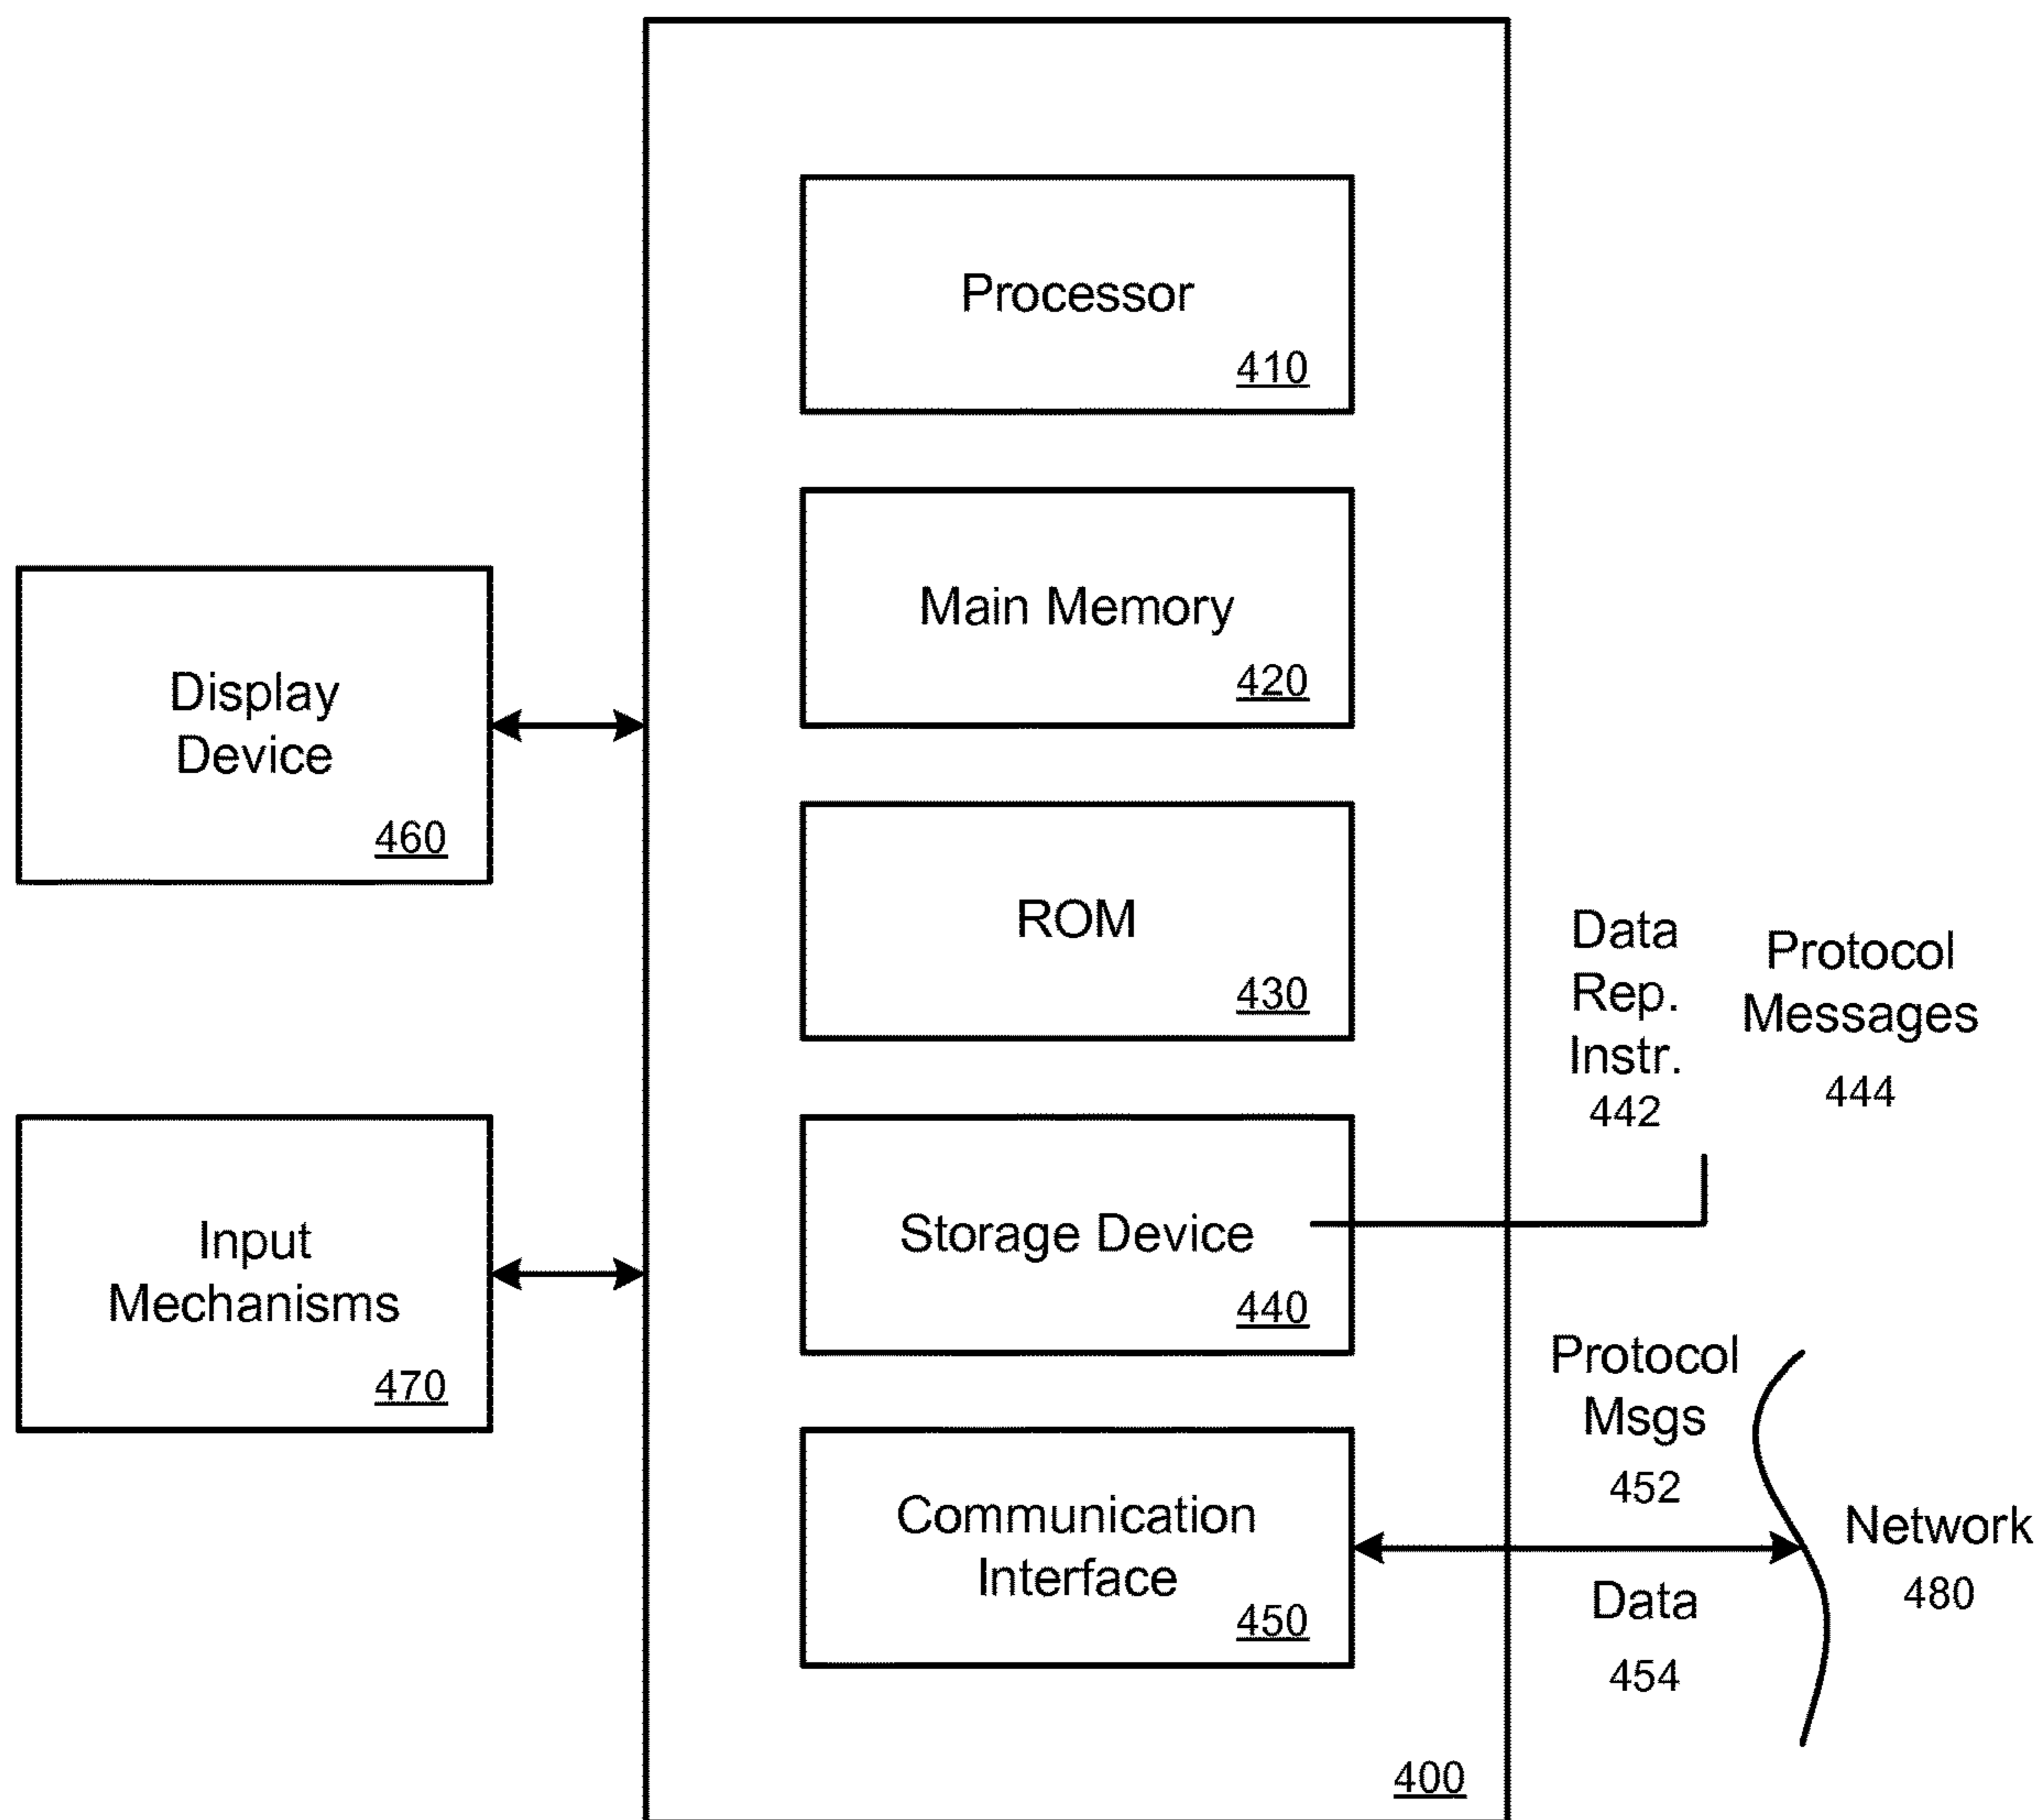 Processor
410
Main Memory
420
Display
Device
460
ROM
430
Data
Rep.
Instr.
442
Protocol
Messages
444
Input
Mechanisms
470
Storage Device
440
Protocol
Msgs
452
Communication
Interface
450
Data
454
Network
480
400